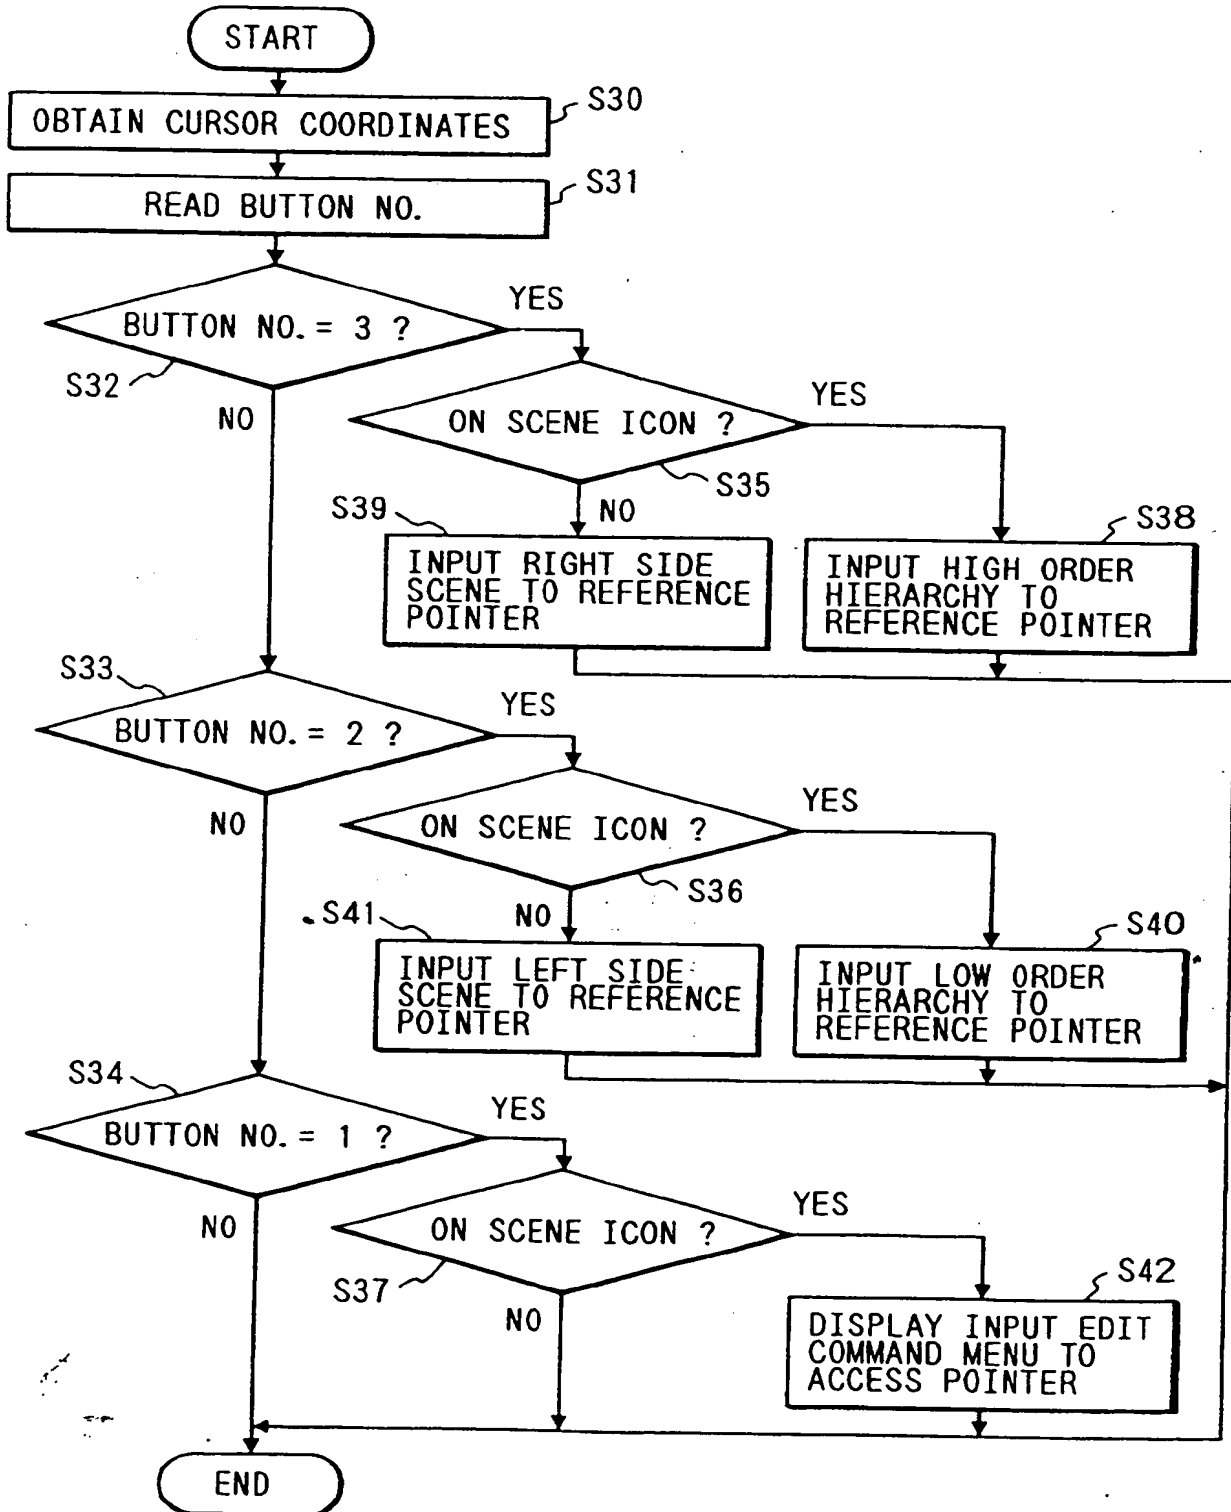 START
S30
OBTAIN CURSOR COORDINATES
S31
READ BUTTON NO.
YES
BUTTON NO. = 3 ?
S32
NO
YES
ON SCENE ICON ?
S35
NO
S39
INPUT RIGHT SIDE
SCENE TO REFERENCE
POINTER
S38
INPUT HIGH ORDER
HIERARCHY TO
REFERENCE POINTER
S33
YES
BUTTON NO. = 2 ?
NO
YES
ON SCENE ICON ?
S36
NO
S41
INPUT LEFT SIDE
SCENE TO REFERENCE
POINTER
S40
INPUT LOW ORDER
HIERARCHY TO
REFERENCE POINTER
S34
YES
BUTTON NO. = 1 ?
NO
YES
ON SCENE ICON ?
S37
NO
S42
DISPLAY INPUT EDIT
COMMAND MENU TO
ACCESS POINTER
END